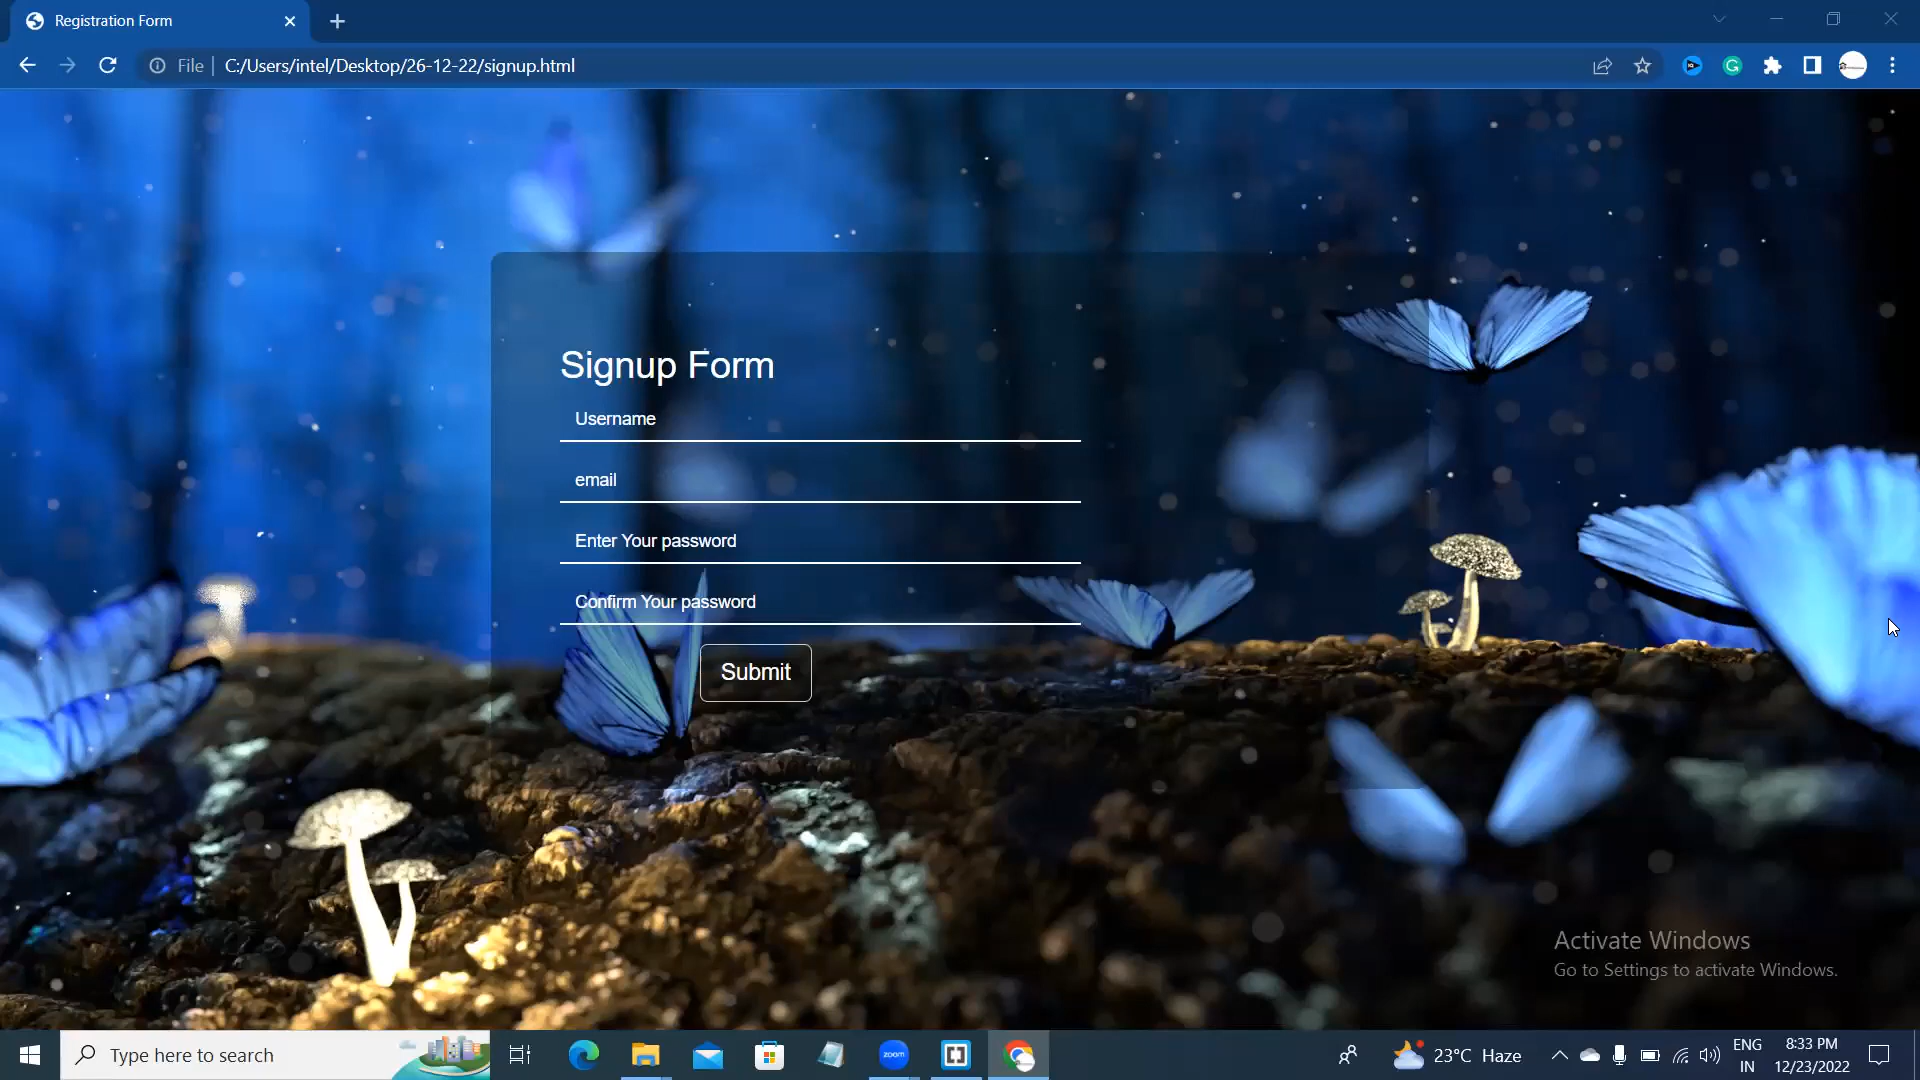 Registration Form
File
C:/Users/intel/Desktop/26-12-22/signup.html
Signup Form
Username
email
Enter Your password
Confirm Your password
Submit
Activate Windows
Go to Settings to activate Windows.
Type here to search
zoom
23°C Haze
ENG
IN
8:33 PM
12/23/2022